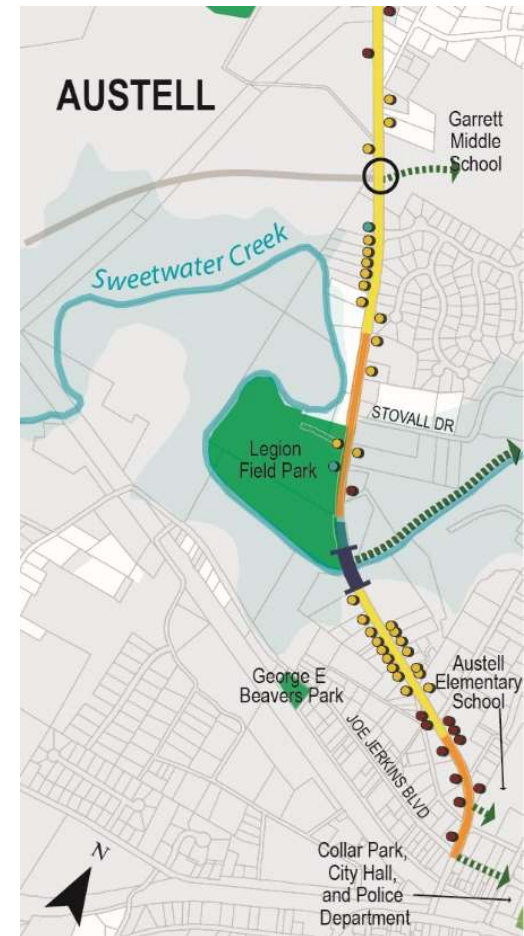 AUSTELL
Garrett
Middle
School
Sweetwater Creek
STOVALL DR
Legion
Field Park
George E
Beavers Park
Austell
Elementary
School
JOE JERKINS BLVD
Collar Park,
City Hall,
and Police
Department
N